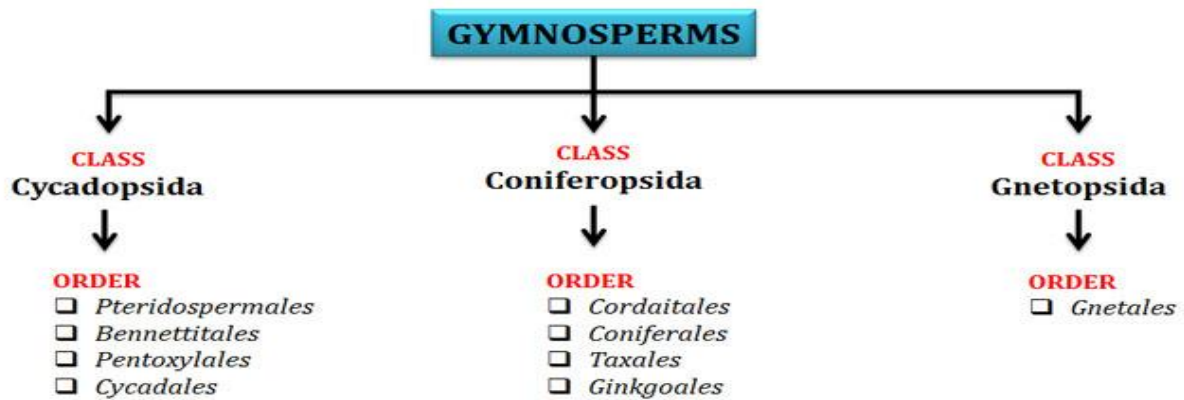 GYMNOSPERMS
CLASS
Cycadopsida
ORDER
Pteridospermales
Bennettitales
Pentoxylales
Cycadales
CLASS
Coniferopsida
ORDER
Cordaitales
Coniferales
Taxales
Ginkgoales
CLASS
Gnetopsida
ORDER
Gnetales